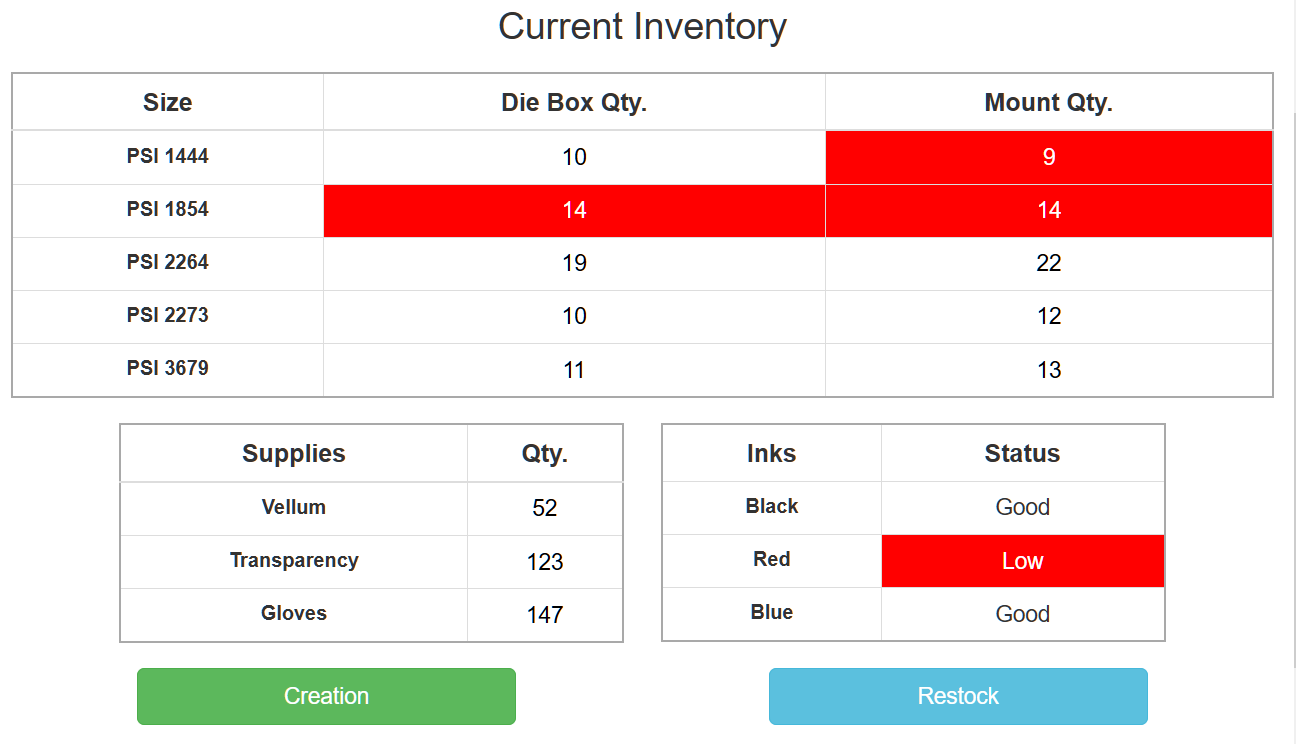 Current Inventory
Size Die Box Qty. Mount Qty.
PSI 1444 10 9
PSI 1854 14 14
PSI 2264 19 22
PSI 2273 10 12
PSI 3679 11 13
Supplies Qty.
Vellum 52
Transparency 123
Gloves 147
Inks Status
Black Good
Red Low
Blue Good
Creation
Restock